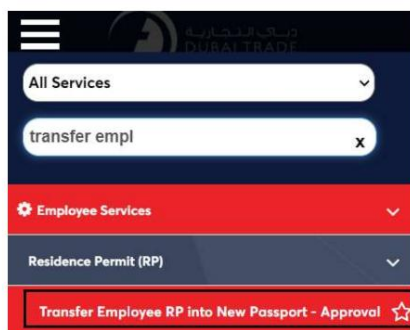 دبي التجارية
DUBAI TRADE
All Services
transfer empl
x
Employee Services
Residence Permit (RP)
Transfer Employee RP into New Passport - Approval